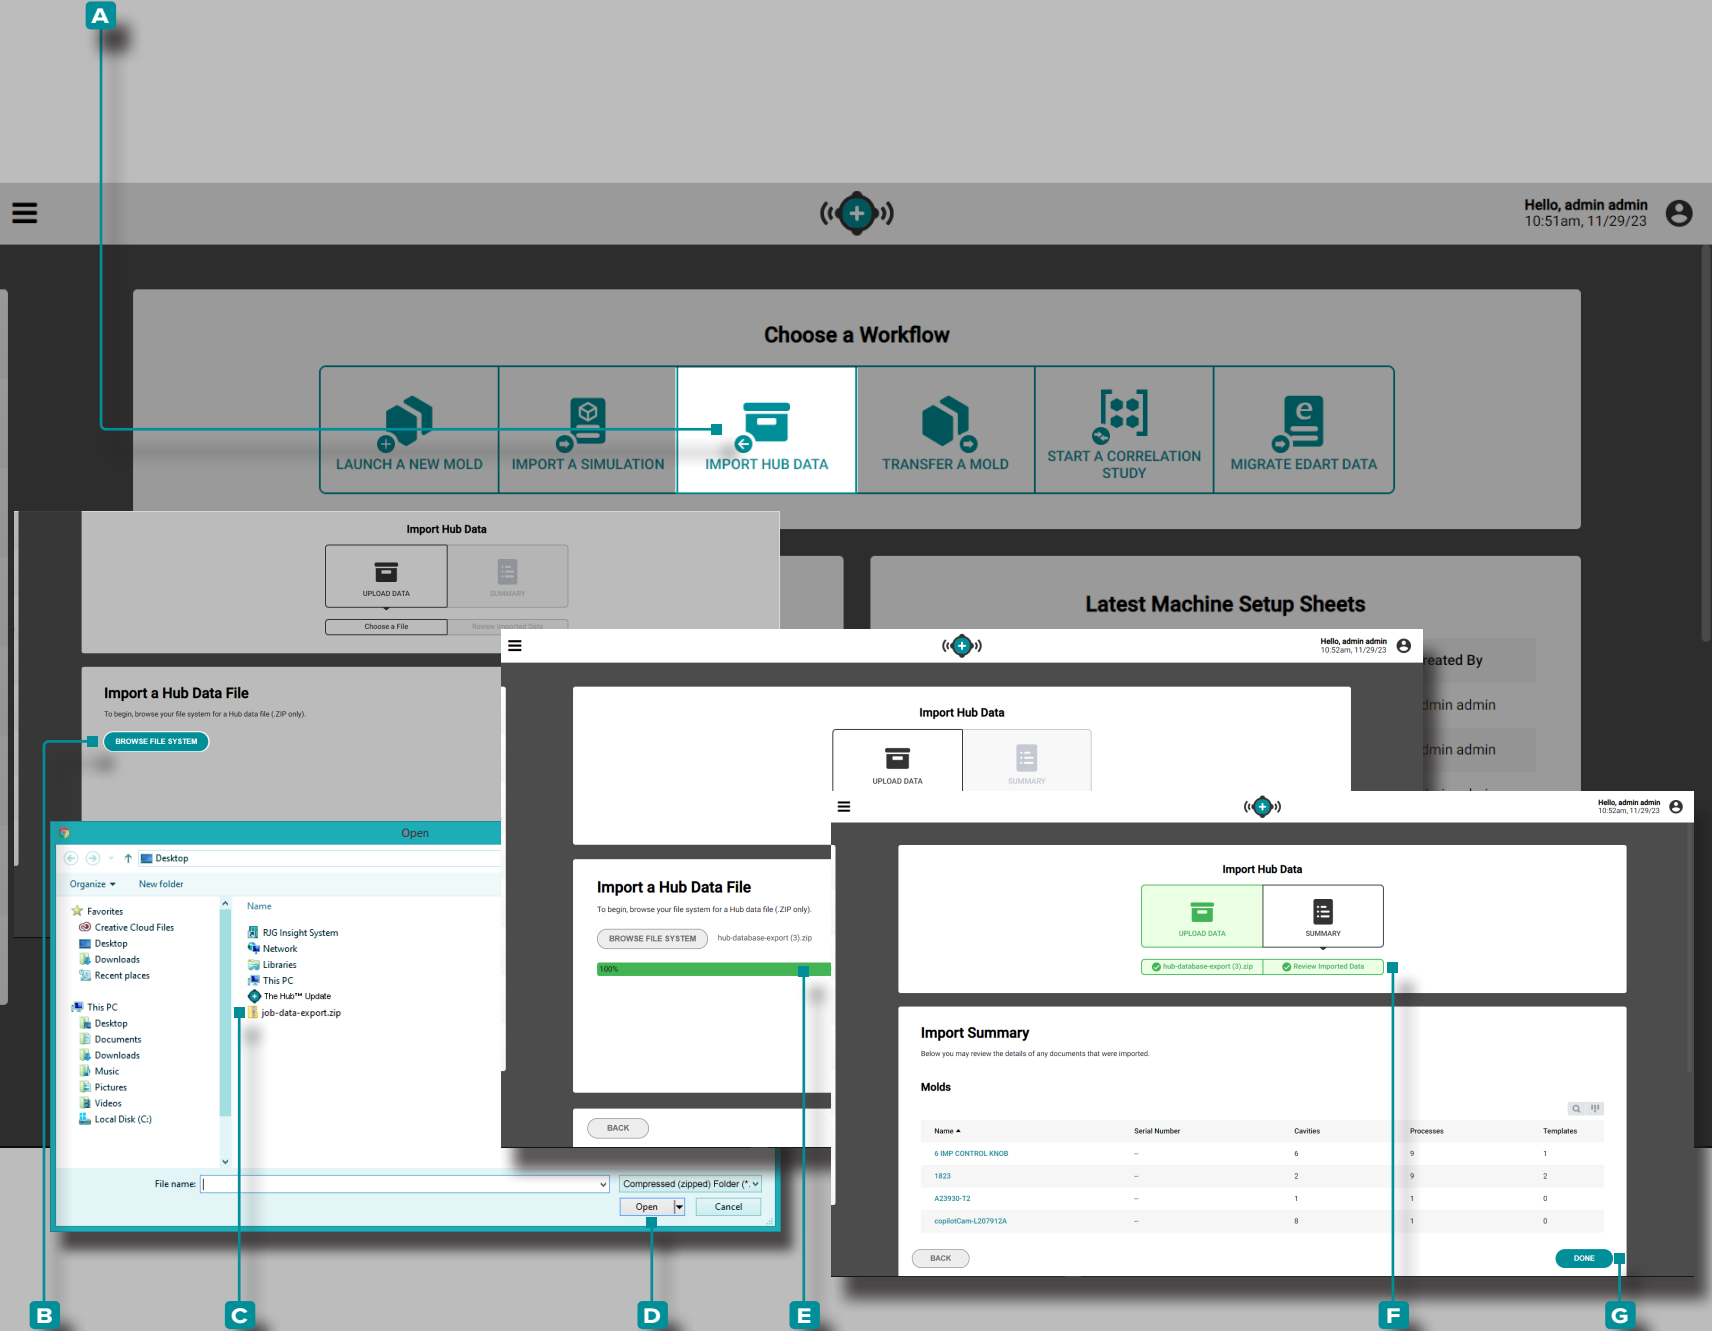 A
Hello, admin admin
10:51am, 11/29/23
Choose a Workflow
LAUNCH A NEW MOLD
IMPORT A SIMULATION
IMPORT HUB DATA
TRANSFER A MOLD
START A CORRELATION
STUDY
e
MIGRATE EDART DATA
Import Hub Data
UPLOAD DATA
SUMMARY
Choose a File
Review Imported Data
Import a Hub Data File
To begin, browse your file system for a Hub data file (.ZIP only).
BROWSE FILE SYSTEM
Latest Machine Setup Sheets
reated By
dmin admin
dmin admin
Open
Desktop
Organize
New folder
Favorites
Creative Cloud Files
Desktop
Downloads
Recent places
This PC
Desktop
Documents
Downloads
Music
Pictures
Videos
Local Disk (C:)
Name
RJG Insight System
Network
Libraries
This PC
The Hub™ Update
job-data-export.zip
File name:
Compressed (zipped) Folder (*.
Open
Cancel
Hello, admin admin
10:52am, 11/29/23
Import Hub Data
UPLOAD DATA
SUMMARY
Import a Hub Data File
To begin, browse your file system for a Hub data file (.ZIP only).
BROWSE FILE SYSTEM
hub-database-export (3).zip
100%
BACK
Hello, admin admin
10:52am, 11/29/23
Import Hub Data
UPLOAD DATA
SUMMARY
hub-database-export (3).zip
Review Imported Data
Import Summary
Below you may review the details of any documents that were imported.
Molds
Name Serial Number Cavities Processes Templates
6 IMP CONTROL KNOB -- 6 9 1
1823 -- 2 9 2
A23930-T2 -- 1 1 0
copilotCam-L207912A -- 8 1 0
BACK
DONE
B
C
D
E
F
G